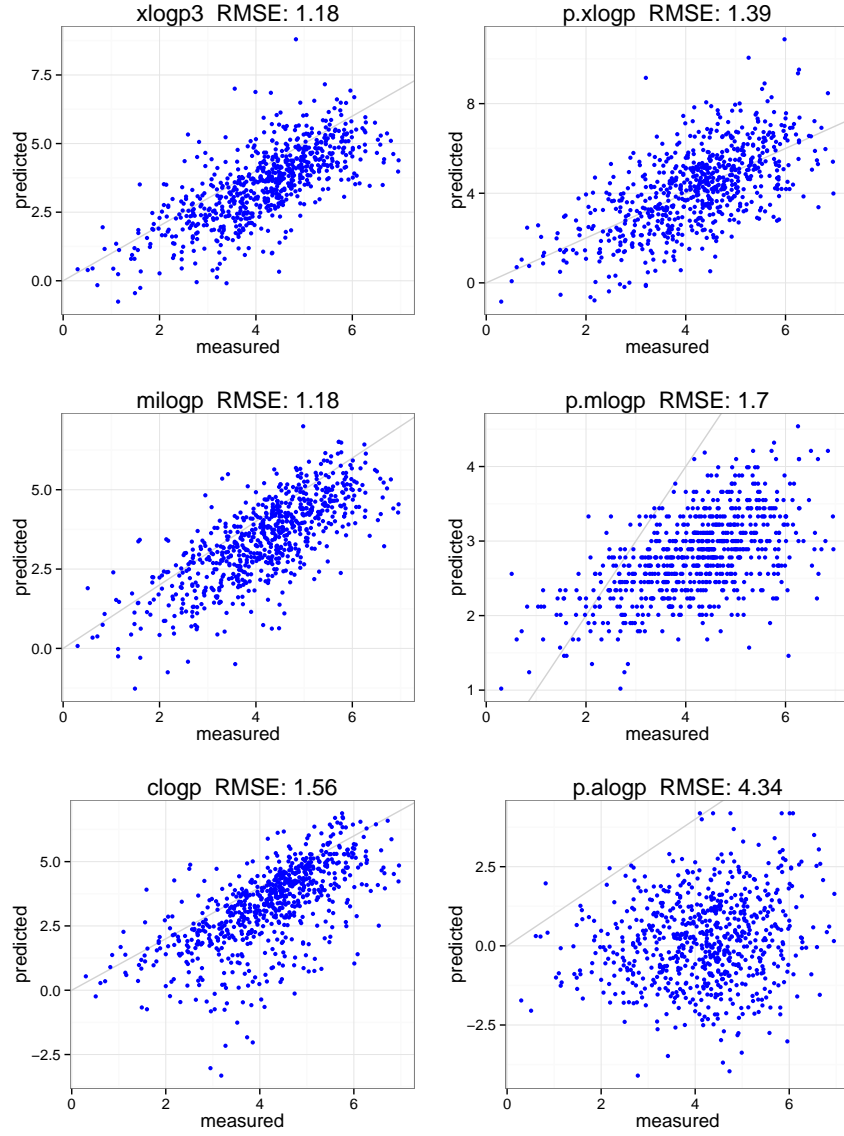 xlogp3 RMSE: 1.18
7.5
5.0
2.5
0.0
predicted
0 2 4 6
measured
p.xlogp RMSE: 1.39
8
4
0
predicted
0 2 4 6
measured
milogp RMSE: 1.18
5.0
2.5
0.0
predicted
0 2 4 6
measured
p.mlogp RMSE: 1.7
4
3
2
1
predicted
0 2 4 6
measured
clogp RMSE: 1.56
5.0
2.5
0.0
−2.5
predicted
0 2 4 6
measured
p.alogp RMSE: 4.34
2.5
0.0
−2.5
predicted
0 2 4 6
measured